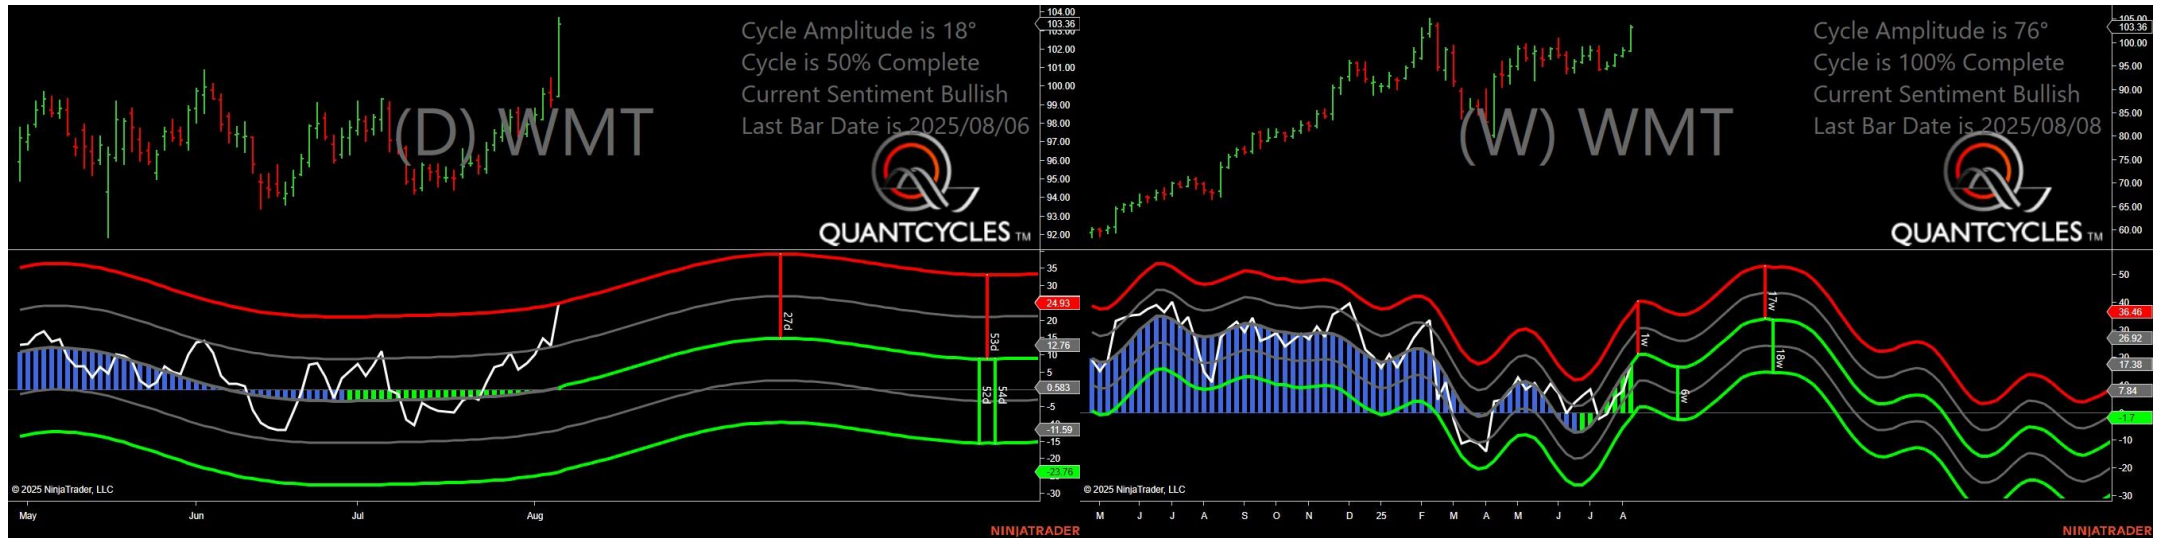 Cycle Amplitude is 18°
Cycle is 50% Complete
Current Sentiment Bullish
Last Bar Date is 2025/08/06
(D) WMT
QUANTCYCLES TM
104.00
103.36
103.00
102.00
101.00
100.00
99.00
98.00
97.00
96.00
95.00
94.00
93.00
92.00
27d
53d
52d
54d
35
30
24.93
20
15
12.76
10
5
0.583
-5
-11.59
-15
-20
-23.76
-30
© 2025 NinjaTrader, LLC
May Jun Jul Aug
NINJATRADER
Cycle Amplitude is 76°
Cycle is 100% Complete
Current Sentiment Bullish
Last Bar Date is 2025/08/08
(W) WMT
QUANTCYCLES TM
105.00
103.36
100.00
95.00
90.00
85.00
80.00
75.00
70.00
65.00
60.00
1w
6w
17w
18w
50
40
36.46
30
26.92
20
17.38
7.84
-1.7
-10
-20
-30
© 2025 NinjaTrader, LLC
M J J A S O N D 25 F M A M J J A
NINJATRADER